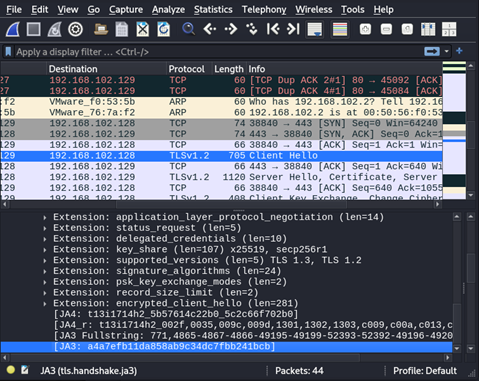 File Edit View Go Capture Analyze Statistics Telephony Wireless Tools Help
Apply a display filter ... <Ctrl-/>
Destination Protocol Length Info
27 192.168.102.129 TCP 60 [TCP Dup ACK 2#1] 80 → 45092 [ACK]
27 192.168.102.129 TCP 60 [TCP Dup ACK 4#1] 80 → 45084 [ACK]
:f2 VMware_f0:53:5b ARP 60 Who has 192.168.102.2? Tell 192.16
5b VMware_76:7a:f2 ARP 60 192.168.102.2 is at 00:50:56:f0:53
129 192.168.102.128 TCP 74 38840 → 443 [SYN] Seq=0 Win=64240
128 192.168.102.129 TCP 74 443 → 38840 [SYN, ACK] Seq=0 Ack=1
129 192.168.102.128 TCP 66 38840 → 443 [ACK] Seq=1 Ack=1 Win=
129 192.168.102.128 TLSv1.2 705 Client Hello
128 192.168.102.129 TCP 66 443 → 38840 [ACK] Seq=1 Ack=640 Win
128 192.168.102.129 TLSv1.2 1120 Server Hello, Certificate, Server
129 192.168.102.128 TCP 66 38840 → 443 [ACK] Seq=640 Ack=1055
129 192.168.102.128 TLSv1.2 408 Client Key Exchange, Change Cipher
Extension: application_layer_protocol_negotiation (len=14)
Extension: status_request (len=5)
Extension: delegated_credentials (len=10)
Extension: key_share (len=107) x25519, secp256r1
Extension: supported_versions (len=5) TLS 1.3, TLS 1.2
Extension: signature_algorithms (len=24)
Extension: psk_key_exchange_modes (len=2)
Extension: record_size_limit (len=2)
Extension: encrypted_client_hello (len=281)
[JA4: t13i1714h2_5b57614c22b0_5c2c66f702b0]
[JA4_r: t13i1714h2_002f,0035,009c,009d,1301,1302,1303,c009,c00a,c013,c
[JA3 Fullstring: 771,4865-4867-4866-49195-49199-52393-52392-49196-4920
[JA3: a4a7efb11da858ab9c34dc7fbb241bcb]
JA3 (tls.handshake.ja3) Packets: 44 Profile: Default